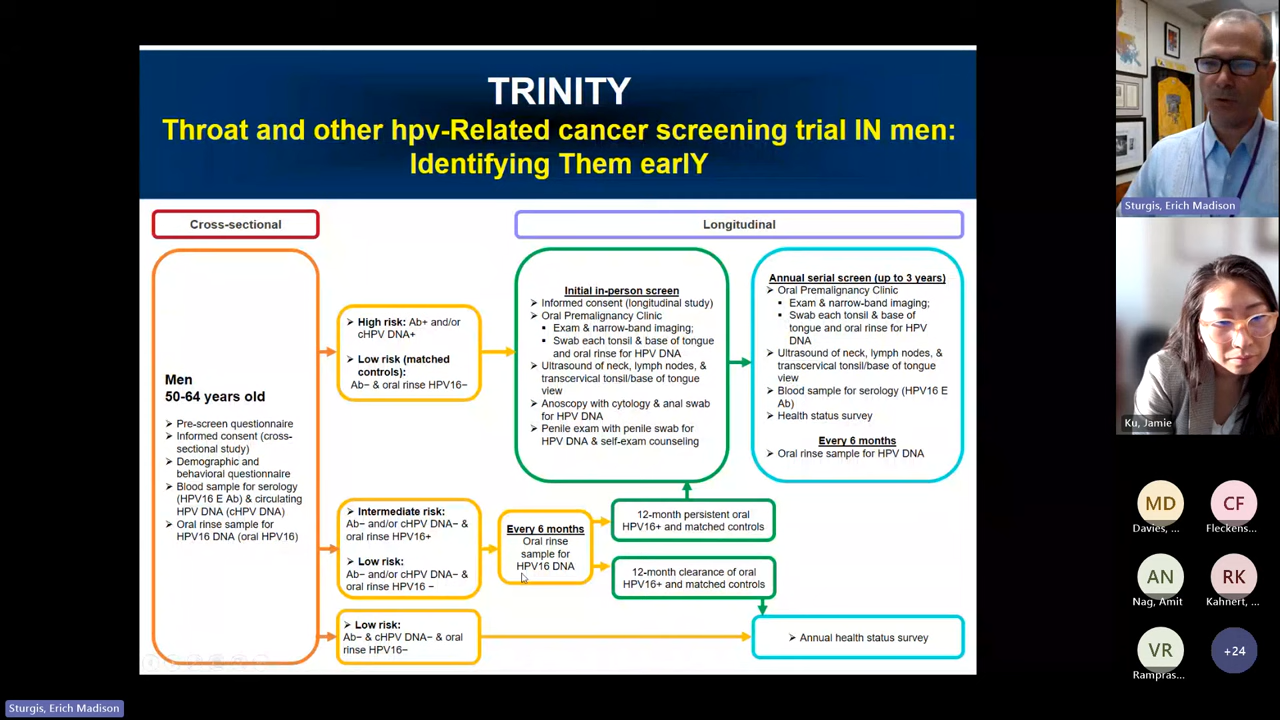 TRINITY
Throat and other hpv-Related cancer screening trial IN men:
Identifying Them earlY
Cross-sectional
Longitudinal
Men
50-64 years old
➢ Pre-screen questionnaire
➢ Informed consent (cross-
sectional study)
➢ Demographic and
behavioral questionnaire
➢ Blood sample for serology
(HPV16 E Ab) & circulating
HPV DNA (cHPV DNA)
➢ Oral rinse sample for
HPV16 DNA (oral HPV16)
➢ High risk: Ab+ and/or
cHPV DNA+
➢ Low risk (matched
controls):
Ab− & oral rinse HPV16−
➢ Intermediate risk:
Ab− and/or cHPV DNA− &
oral rinse HPV16+
➢ Low risk:
Ab− and/or cHPV DNA− &
oral rinse HPV16 −
➢ Low risk:
Ab− & cHPV DNA− & oral
rinse HPV16−
Every 6 months
Oral rinse
sample for
HPV16 DNA
Initial in-person screen
➢ Informed consent (longitudinal study)
➢ Oral Premalignancy Clinic
▪ Exam & narrow-band imaging;
▪ Swab each tonsil & base of tongue
and oral rinse for HPV DNA
➢ Ultrasound of neck, lymph nodes, &
transcervical tonsil/base of tongue
view
➢ Anoscopy with cytology & anal swab
for HPV DNA
➢ Penile exam with penile swab for
HPV DNA & self-exam counseling
12-month persistent oral
HPV16+ and matched controls
12-month clearance of oral
HPV16+ and matched controls
Annual serial screen (up to 3 years)
➢ Oral Premalignancy Clinic
▪ Exam & narrow-band imaging;
▪ Swab each tonsil & base of
tongue and oral rinse for HPV
DNA
➢ Ultrasound of neck, lymph nodes, &
transcervical tonsil/base of tongue
view
➢ Blood sample for serology (HPV16 E
Ab)
➢ Health status survey
Every 6 months
➢ Oral rinse sample for HPV DNA
➢ Annual health status survey
Sturgis, Erich Madison
Ku, Jamie
MD
Davies, ...
CF
Fleckens...
AN
Nag, Amit
RK
Kahnert, ...
VR
Rampras...
+24
Sturgis, Erich Madison